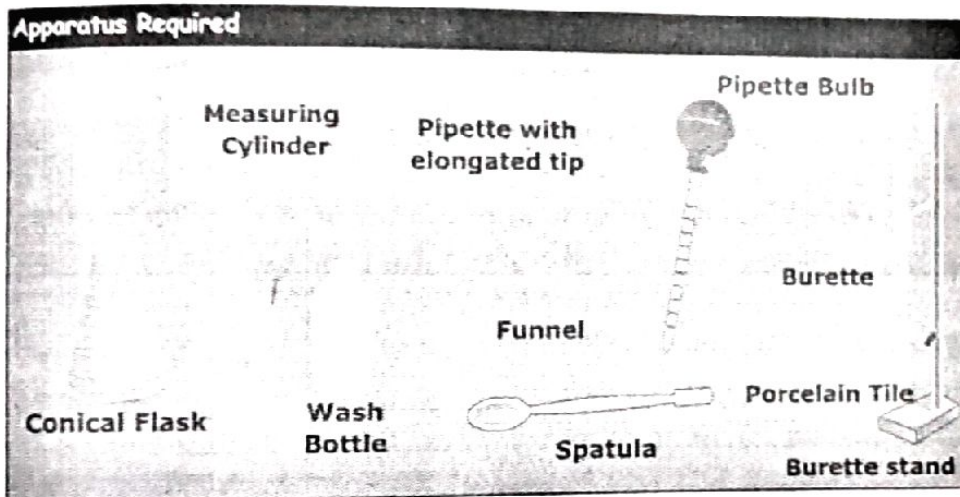 Apparatus Required
Pipette Bulb
Measuring
Cylinder
Pipette with
elongated tip
Burette
Funnel
Porcelain Tile
Conical Flask
Wash
Bottle
Spatula
Burette stand